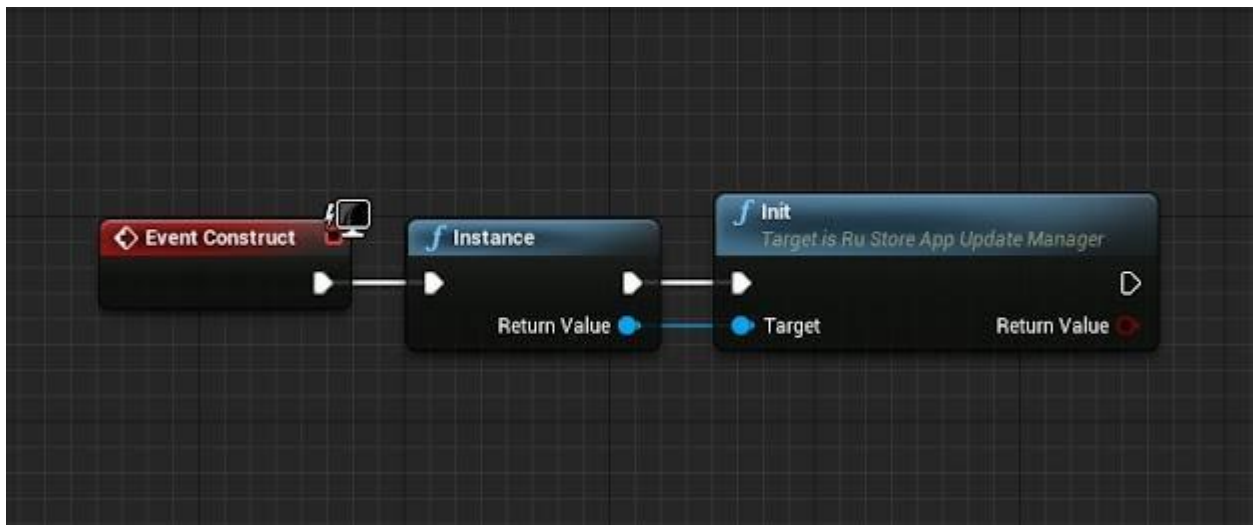 Event Construct
Instance
Return Value
Init
Target is Ru Store App Update Manager
Target
Return Value